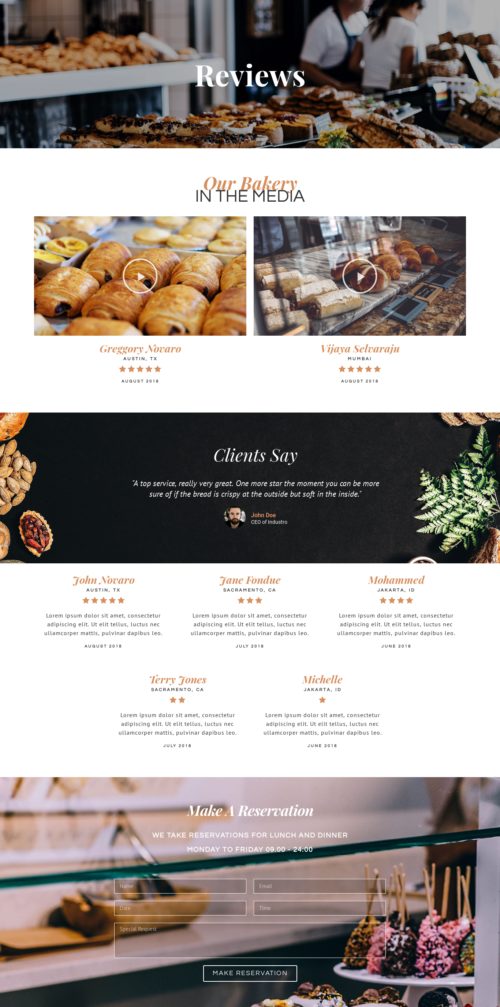 Reviews
Our Bakery
IN THE MEDIA
Greggory Novaro
AUSTIN, TX
AUGUST 2018
Vijaya Selvaraju
MUMBAI
AUGUST 2018
Clients Say
"A top service, really very great. One more star the moment you can be more
sure of if the bread is crispy at the outside but soft in the inside."
John Doe
CEO of Industro
John Novaro
AUSTIN, TX
Lorem ipsum dolor sit amet, consectetur
adipiscing elit. Ut elit tellus, luctus nec
ullamcorper mattis, pulvinar dapibus leo.
AUGUST 2018
Jane Fondue
SACRAMENTO, CA
Lorem ipsum dolor sit amet, consectetur
adipiscing elit. Ut elit tellus, luctus nec
ullamcorper mattis, pulvinar dapibus leo.
JULY 2018
Mohammed
JAKARTA, ID
Lorem ipsum dolor sit amet, consectetur
adipiscing elit. Ut elit tellus, luctus nec
ullamcorper mattis, pulvinar dapibus leo.
JUNE 2018
Terry Jones
SACRAMENTO, CA
Lorem ipsum dolor sit amet, consectetur
adipiscing elit. Ut elit tellus, luctus nec
ullamcorper mattis, pulvinar dapibus leo.
JULY 2018
Michelle
JAKARTA, ID
Lorem ipsum dolor sit amet, consectetur
adipiscing elit. Ut elit tellus, luctus nec
ullamcorper mattis, pulvinar dapibus leo.
JUNE 2018
Make A Reservation
WE TAKE RESERVATIONS FOR LUNCH AND DINNER
MONDAY TO FRIDAY 09.00 - 24:00
Name
Email
Date
Time
Special Request
MAKE RESERVATION